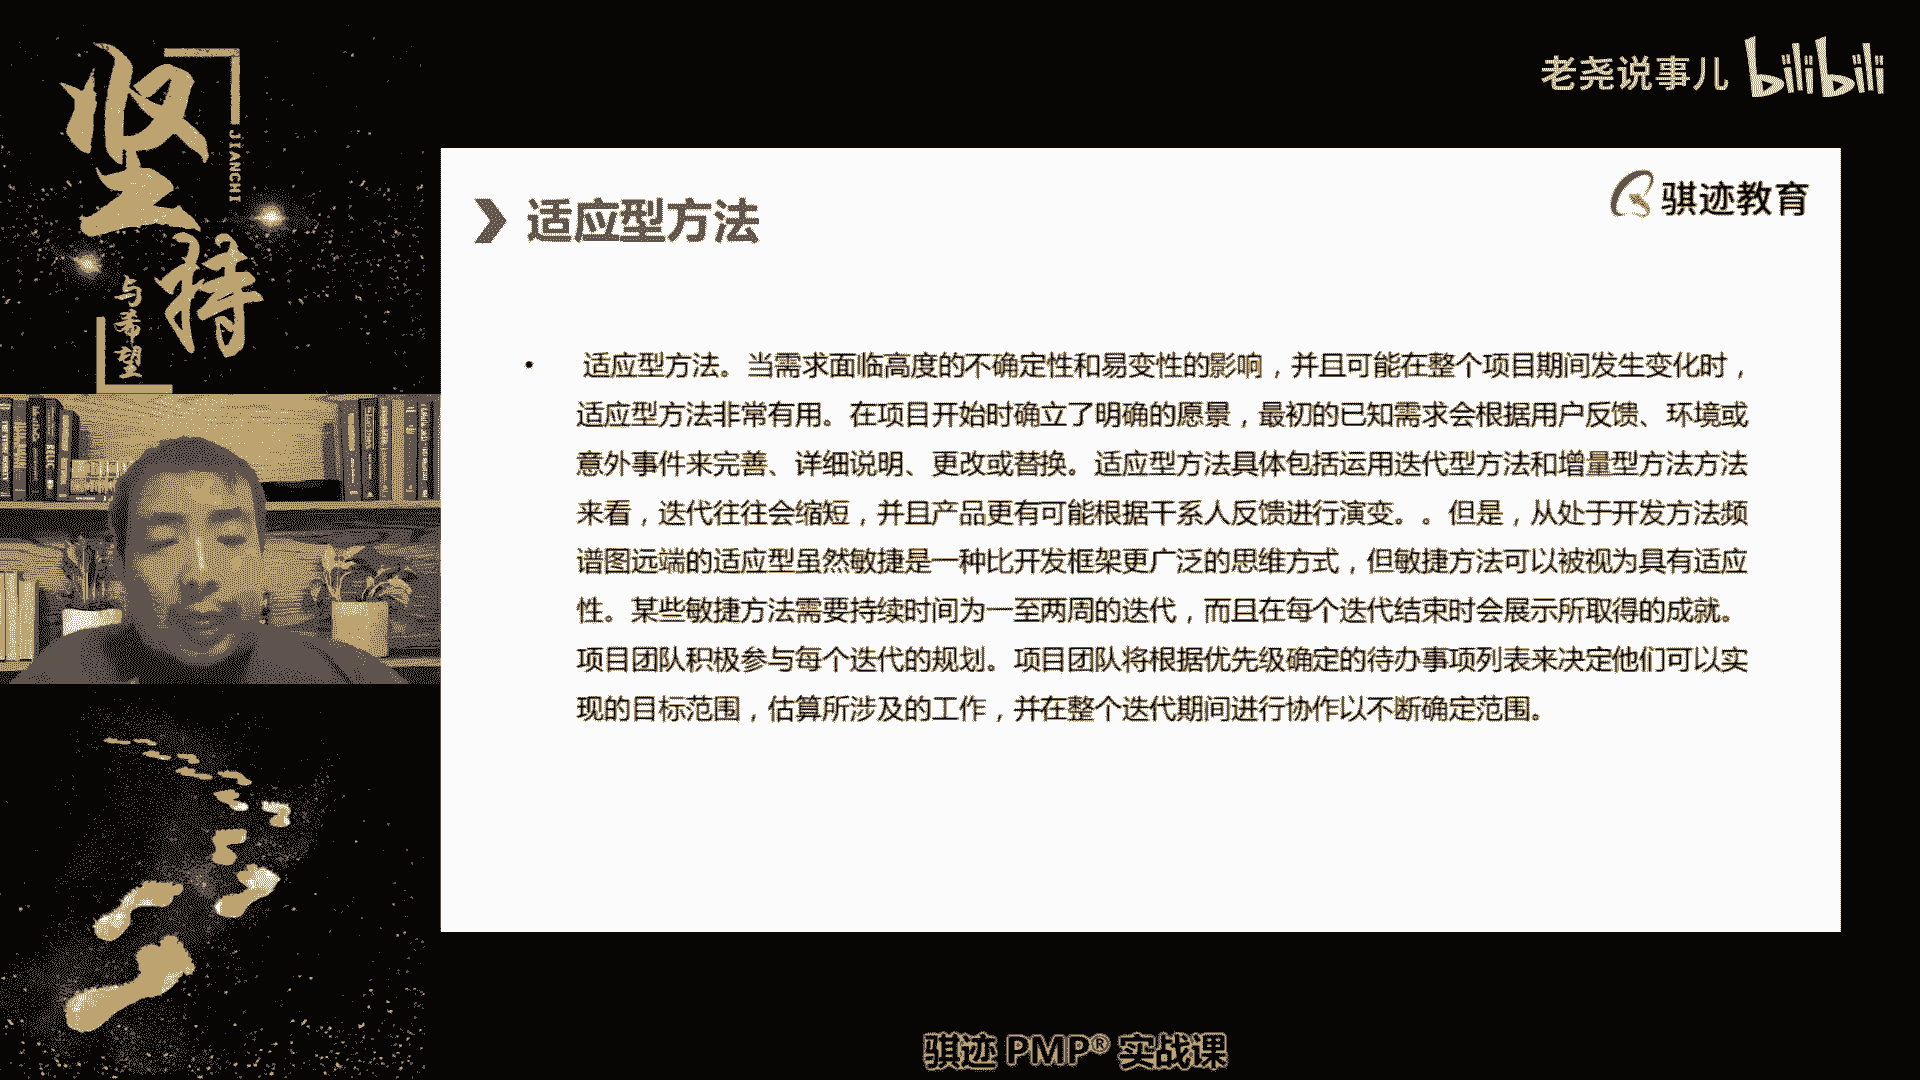 坚持
JIANCHI
与希望
老尧说事儿 bilibili
骐迹教育
适应型方法
• 适应型方法。当需求面临高度的不确定性和易变性的影响，并且可能在整个项目期间发生变化时，
适应型方法非常有用。在项目开始时确立了明确的愿景，最初的已知需求会根据用户反馈、环境或
意外事件来完善、详细说明、更改或替换。适应型方法具体包括运用迭代型方法和增量型方法方法
来看，迭代往往会缩短，并且产品更有可能根据干系人反馈进行演变。。但是，从处于开发方法频
谱图远端的适应型虽然敏捷是一种比开发框架更广泛的思维方式，但敏捷方法可以被视为具有适应
性。某些敏捷方法需要持续时间为一至两周的迭代，而且在每个迭代结束时会展示所取得的成就。
项目团队积极参与每个迭代的规划。项目团队将根据优先级确定的待办事项列表来决定他们可以实
现的目标范围，估算所涉及的工作，并在整个迭代期间进行协作以不断确定范围。
骐迹 PMP® 实战课